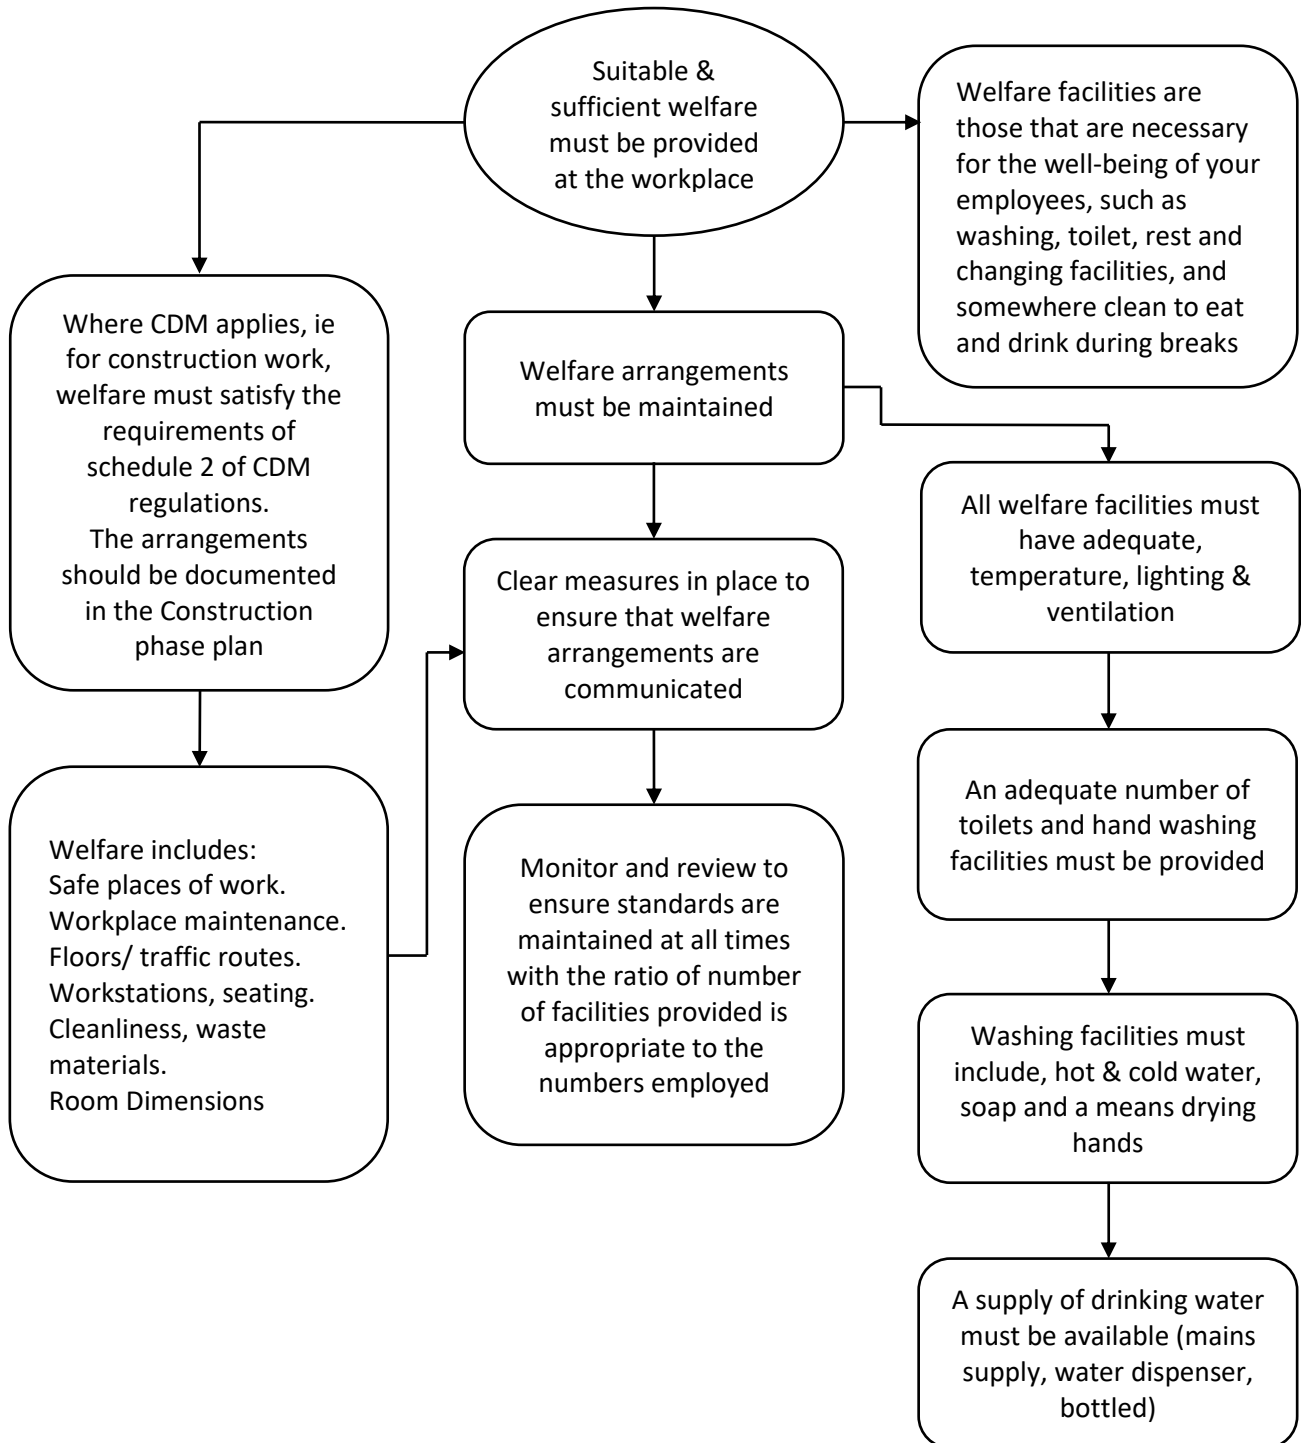 Suitable &
sufficient welfare
must be provided
at the workplace
Welfare facilities are
those that are necessary
for the well-being of your
employees, such as
washing, toilet, rest and
changing facilities, and
somewhere clean to eat
and drink during breaks
Where CDM applies, ie
for construction work,
welfare must satisfy the
requirements of
schedule 2 of CDM
regulations.
The arrangements
should be documented
in the Construction
phase plan
Welfare arrangements
must be maintained
All welfare facilities must
have adequate,
temperature, lighting &
ventilation
Clear measures in place to
ensure that welfare
arrangements are
communicated
An adequate number of
toilets and hand washing
facilities must be provided
Welfare includes:
Safe places of work.
Workplace maintenance.
Floors/ traffic routes.
Workstations, seating.
Cleanliness, waste
materials.
Room Dimensions
Monitor and review to
ensure standards are
maintained at all times
with the ratio of number
of facilities provided is
appropriate to the
numbers employed
Washing facilities must
include, hot & cold water,
soap and a means drying
hands
A supply of drinking water
must be available (mains
supply, water dispenser,
bottled)